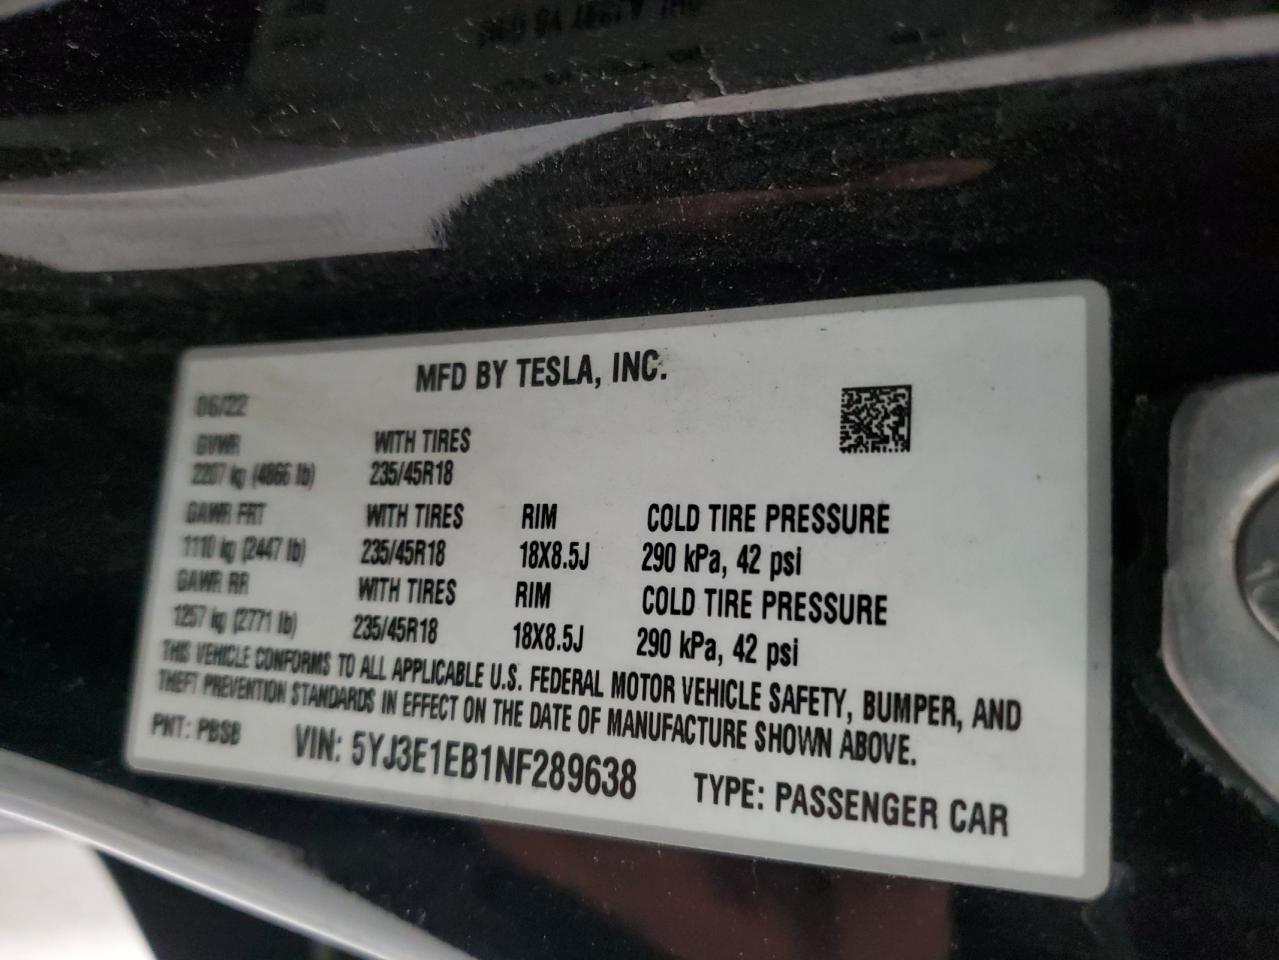 MFD BY TESLA, INC.
06/22
GVWR WITH TIRES
2207 kg (4866 lb) 235/45R18
GAWR FRT WITH TIRES RIM COLD TIRE PRESSURE
1110 kg (2447 lb) 235/45R18 18X8.5J 290 kPa, 42 psi
GAWR RR WITH TIRES RIM COLD TIRE PRESSURE
1257 kg (2771 lb) 235/45R18 18X8.5J 290 kPa, 42 psi
THIS VEHICLE CONFORMS TO ALL APPLICABLE U.S. FEDERAL MOTOR VEHICLE SAFETY, BUMPER, AND
THEFT PREVENTION STANDARDS IN EFFECT ON THE DATE OF MANUFACTURE SHOWN ABOVE.
PNT: PBSB VIN: 5YJ3E1EB1NF289638 TYPE: PASSENGER CAR